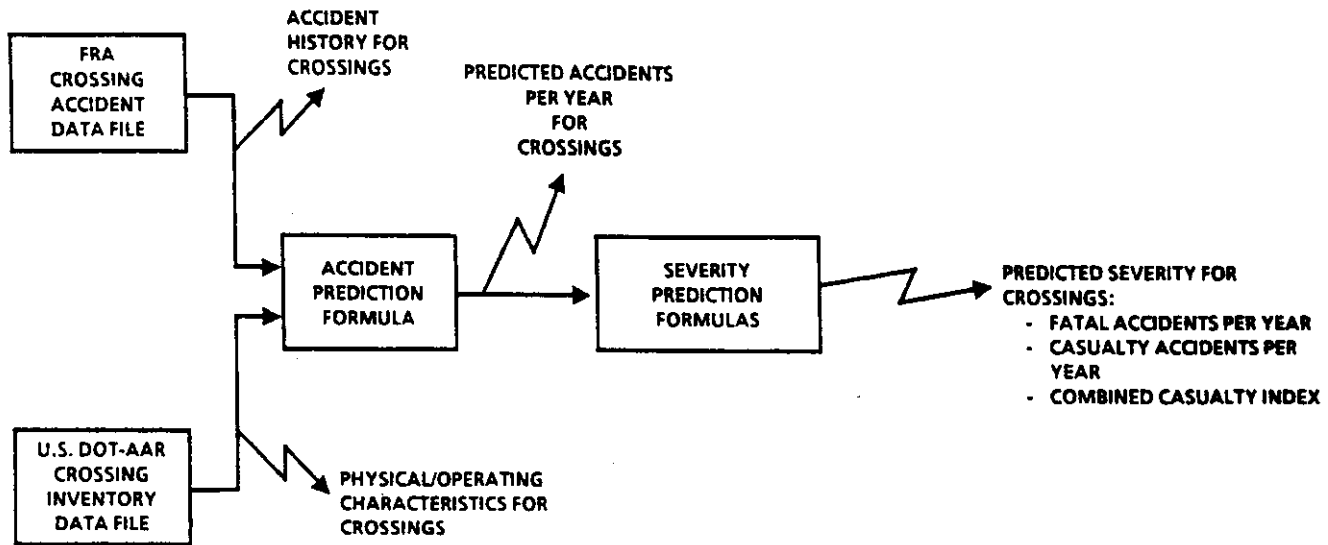 FRA
CROSSING
ACCIDENT
DATA FILE
ACCIDENT
HISTORY FOR
CROSSINGS
PREDICTED ACCIDENTS
PER YEAR
FOR
CROSSINGS
ACCIDENT
PREDICTION
FORMULA
SEVERITY
PREDICTION
FORMULAS
PREDICTED SEVERITY FOR
CROSSINGS:
- FATAL ACCIDENTS PER YEAR
- CASUALTY ACCIDENTS PER
YEAR
- COMBINED CASUALTY INDEX
U.S. DOT-AAR
CROSSING
INVENTORY
DATA FILE
PHYSICAL/OPERATING
CHARACTERISTICS FOR
CROSSINGS